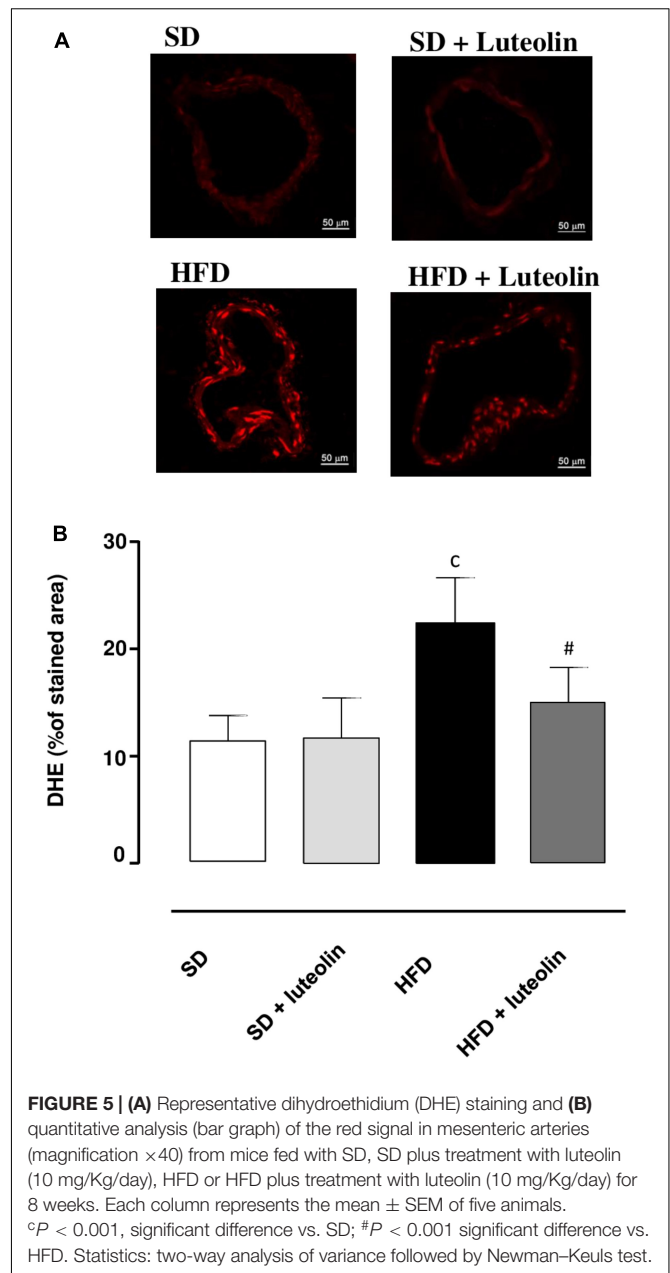 A
SD
SD + Luteolin
50 µm
50 µm
HFD
HFD + Luteolin
50 µm
50 µm
B
DHE (%of stained area)
30
20
10
0
c
#
SD
SD + luteolin
HFD
HFD + luteolin
FIGURE 5 | (A) Representative dihydroethidium (DHE) staining and (B)
quantitative analysis (bar graph) of the red signal in mesenteric arteries
(magnification ×40) from mice fed with SD, SD plus treatment with luteolin
(10 mg/Kg/day), HFD or HFD plus treatment with luteolin (10 mg/Kg/day) for
8 weeks. Each column represents the mean ± SEM of five animals.
ᶜP < 0.001, significant difference vs. SD; #P < 0.001 significant difference vs.
HFD. Statistics: two-way analysis of variance followed by Newman–Keuls test.